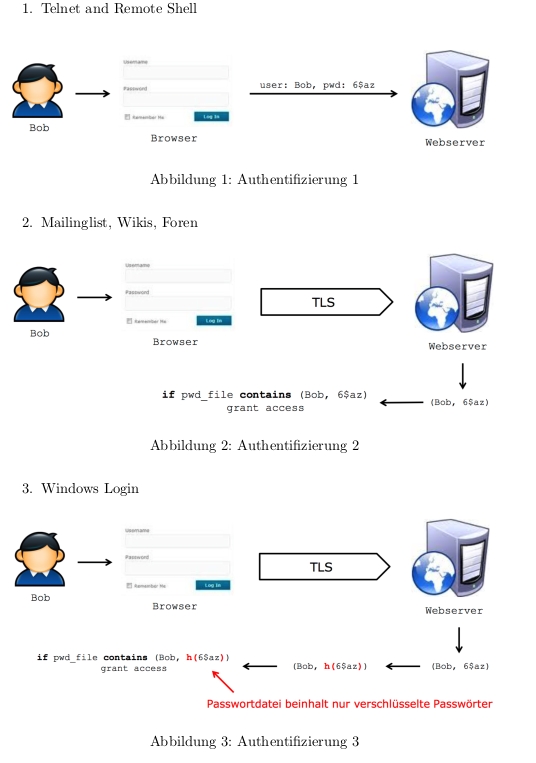 1. Telnet and Remote Shell
Username
Password
Remember Me
Log In
user: Bob, pwd: 6$az
Bob
Browser
Webserver
Abbildung 1: Authentifizierung 1
2. Mailinglist, Wikis, Foren
Username
Password
Remember Me
Log In
TLS
Bob
Browser
Webserver
if pwd_file contains (Bob, 6$az)
grant access
(Bob, 6$az)
Abbildung 2: Authentifizierung 2
3. Windows Login
Username
Password
Remember Me
Log In
TLS
Bob
Browser
Webserver
if pwd_file contains (Bob, h(6$az))
grant access
(Bob, h(6$az))
(Bob, 6$az)
Passwortdatei beinhalt nur verschlüsselte Passwörter
Abbildung 3: Authentifizierung 3